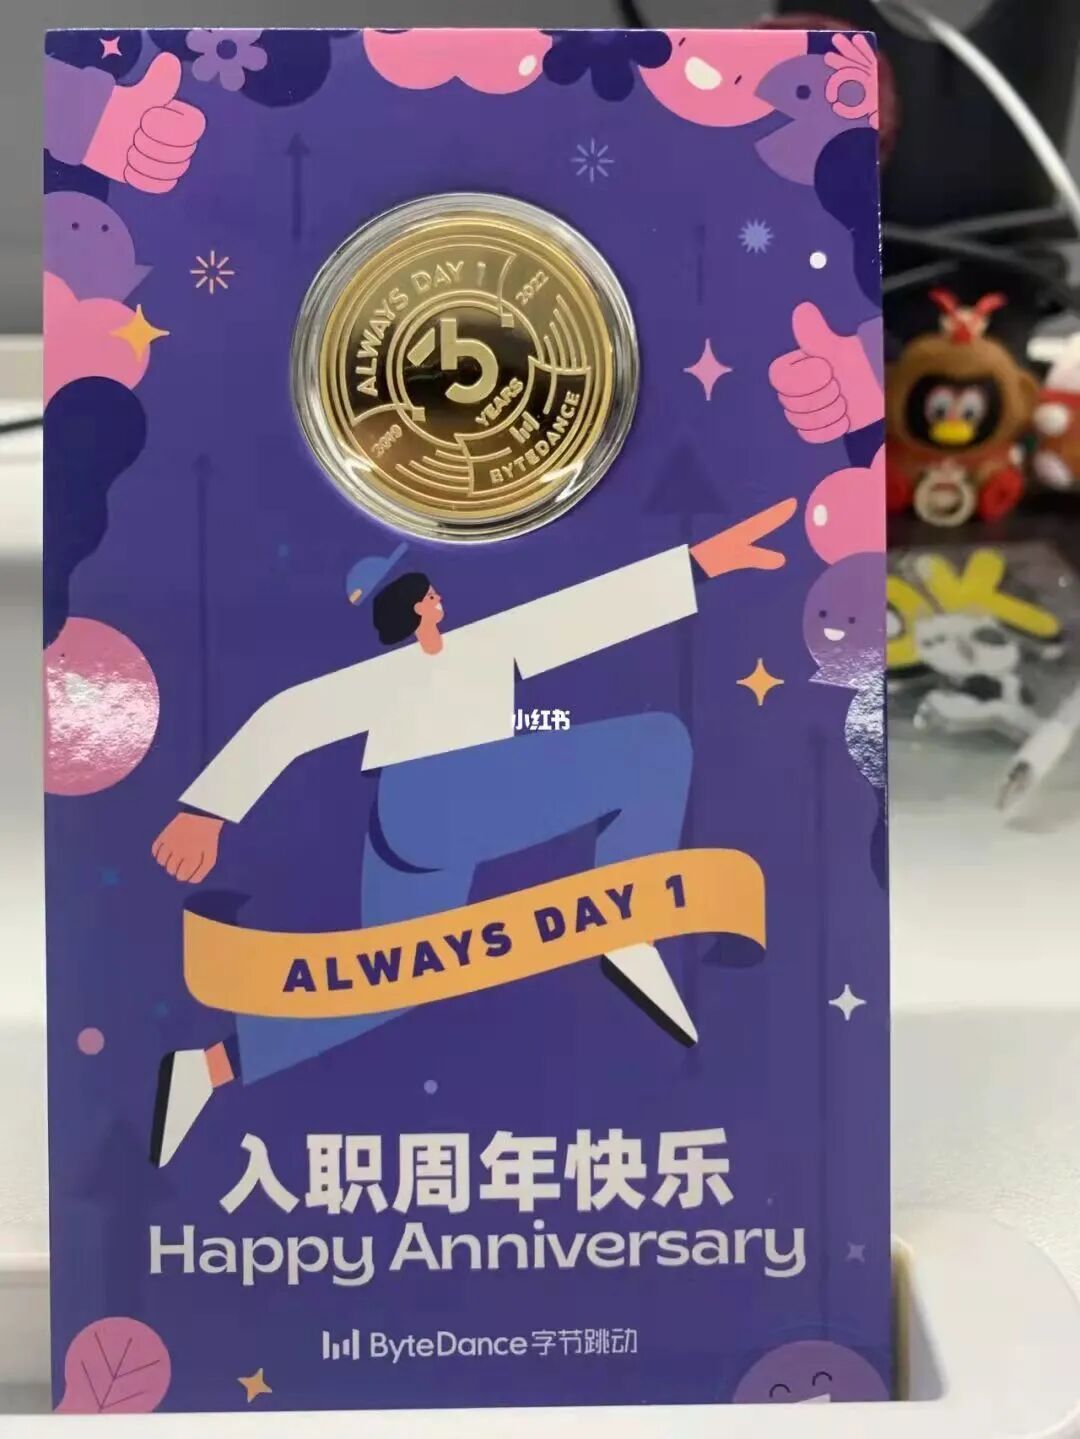 ALWAYS DAY 1
2022
YEARS
2019
BYTEDANCE
小红书
ALWAYS DAY 1
入职周年快乐
Happy Anniversary
ByteDance字节跳动